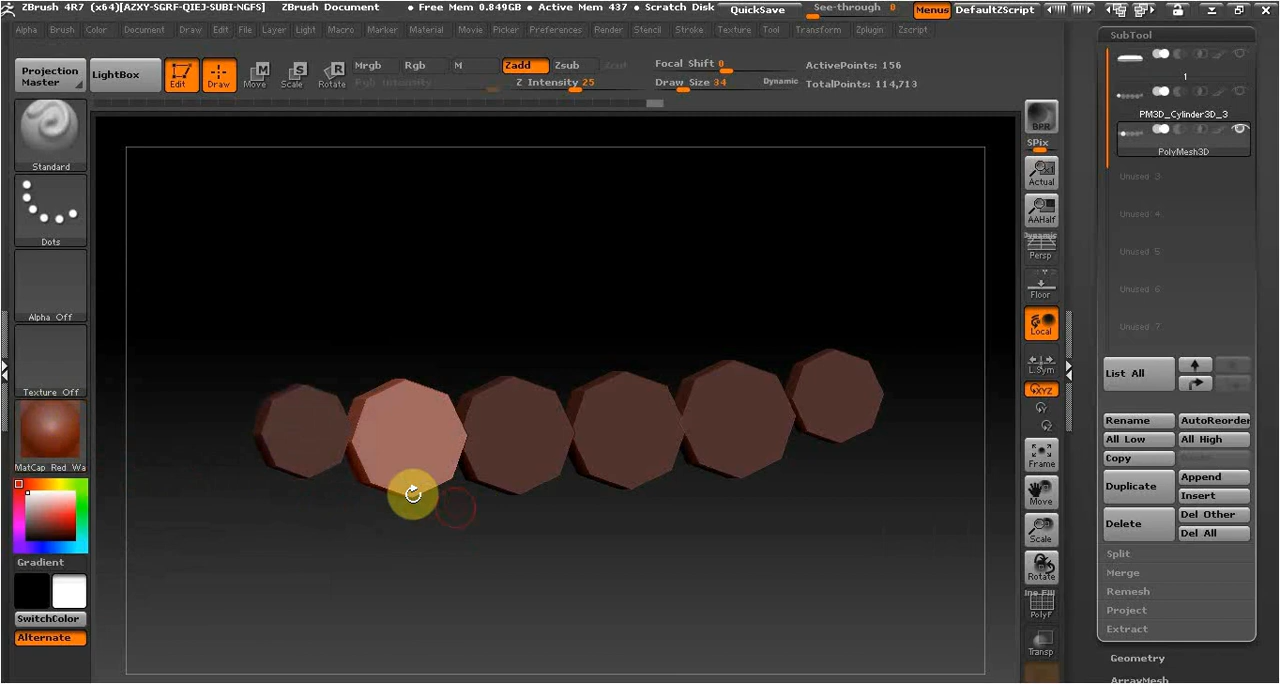 ZBrush 4R7 (x64)[AZXY-SGRF-QIEJ-SUBI-NGFS] ZBrush Document • Free Mem 0.849GB • Active Mem 437 • Scratch Disk QuickSave See-through 0 Menus DefaultZScript
Alpha Brush Color Document Draw Edit File Layer Light Macro Marker Material Movie Picker Preferences Render Stencil Stroke Texture Tool Transform Zplugin Zscript
Projection Master
LightBox
Edit
Draw
Move
Scale
Rotate
Mrgb Rgb M
Rgb Intensity
Zadd Zsub Zcut
Z Intensity 25
Focal Shift 0
Draw Size 34 Dynamic
ActivePoints: 156
TotalPoints: 114,713
Standard
Dots
Alpha Off
Texture Off
MatCap Red Wa
Gradient
SwitchColor
Alternate
BPR
SPix
Actual
AAHalf
Dynamic
Persp
Floor
Local
L.Sym
XYZ
Frame
Move
Scale
Rotate
PolyF
Transp
SubTool
1
PM3D_Cylinder3D_3
PolyMesh3D
Unused 3
Unused 4
Unused 5
Unused 6
Unused 7
List All
Rename AutoReorder
All Low All High
Copy
Duplicate
Append
Insert
Delete
Del Other
Del All
Split
Merge
Remesh
Project
Extract
Geometry
ArrayMesh